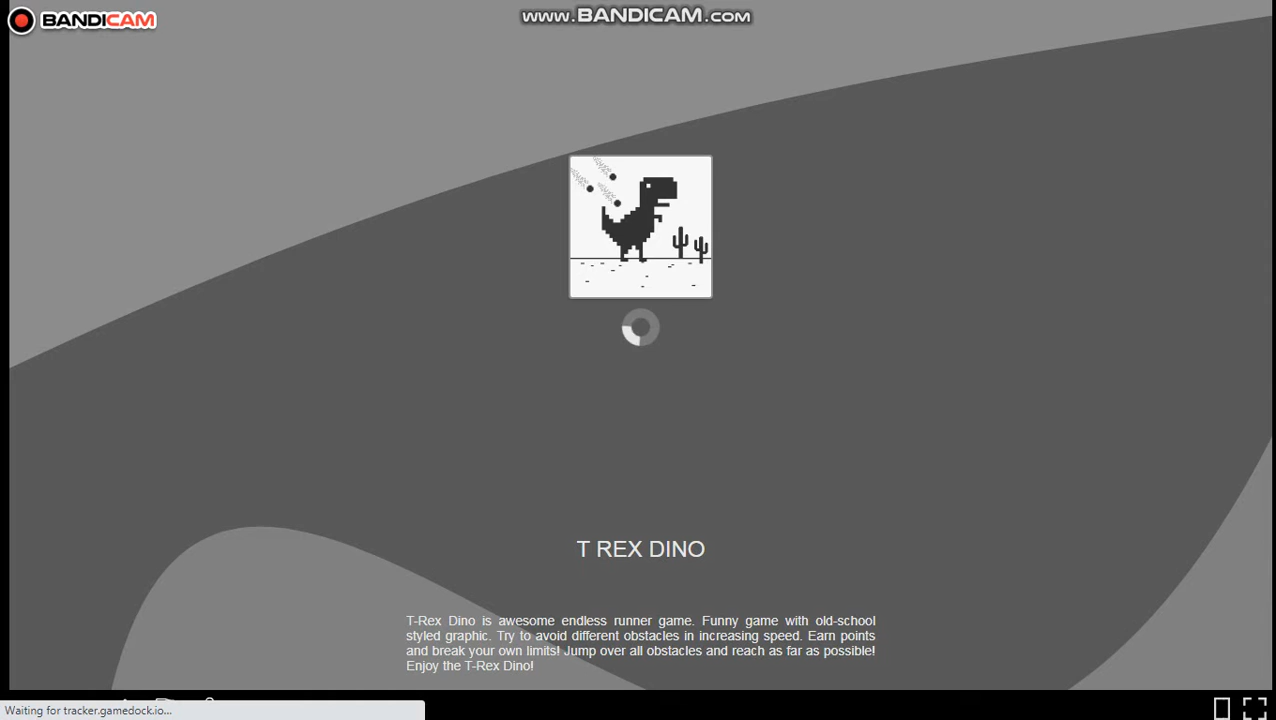 BANDICAM
www.BANDICAM.com
T REX DINO
T-Rex Dino is awesome endless runner game. Funny game with old-school
styled graphic. Try to avoid different obstacles in increasing speed. Earn points
and break your own limits! Jump over all obstacles and reach as far as possible!
Enjoy the T-Rex Dino!
Waiting for tracker.gamedock.io...